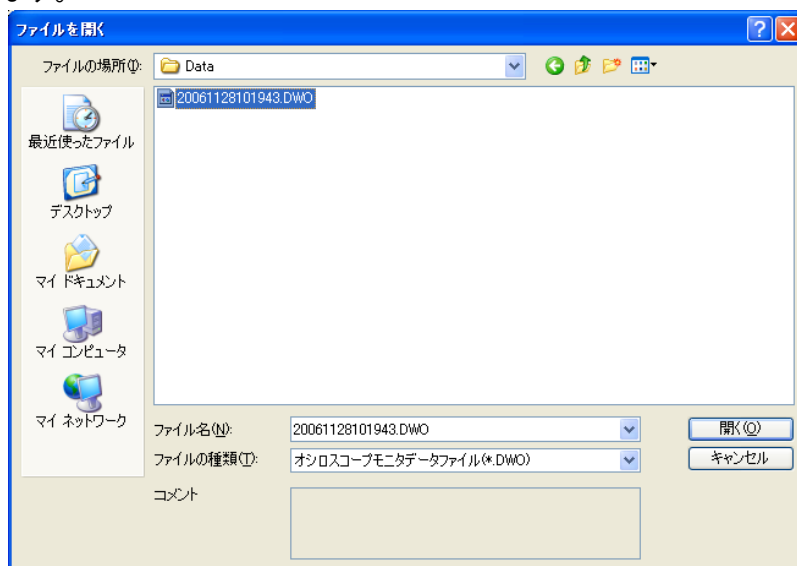 ファイルを開く
ファイルの場所(I):
Data
20061128101943.DWO
最近使ったファイル
デスクトップ
マイ ドキュメント
マイ コンピュータ
マイ ネットワーク
ファイル名(N):
20061128101943.DWO
開く(O)
ファイルの種類(T):
オシロスコープモニタデータファイル(*.DWO)
キャンセル
コメント